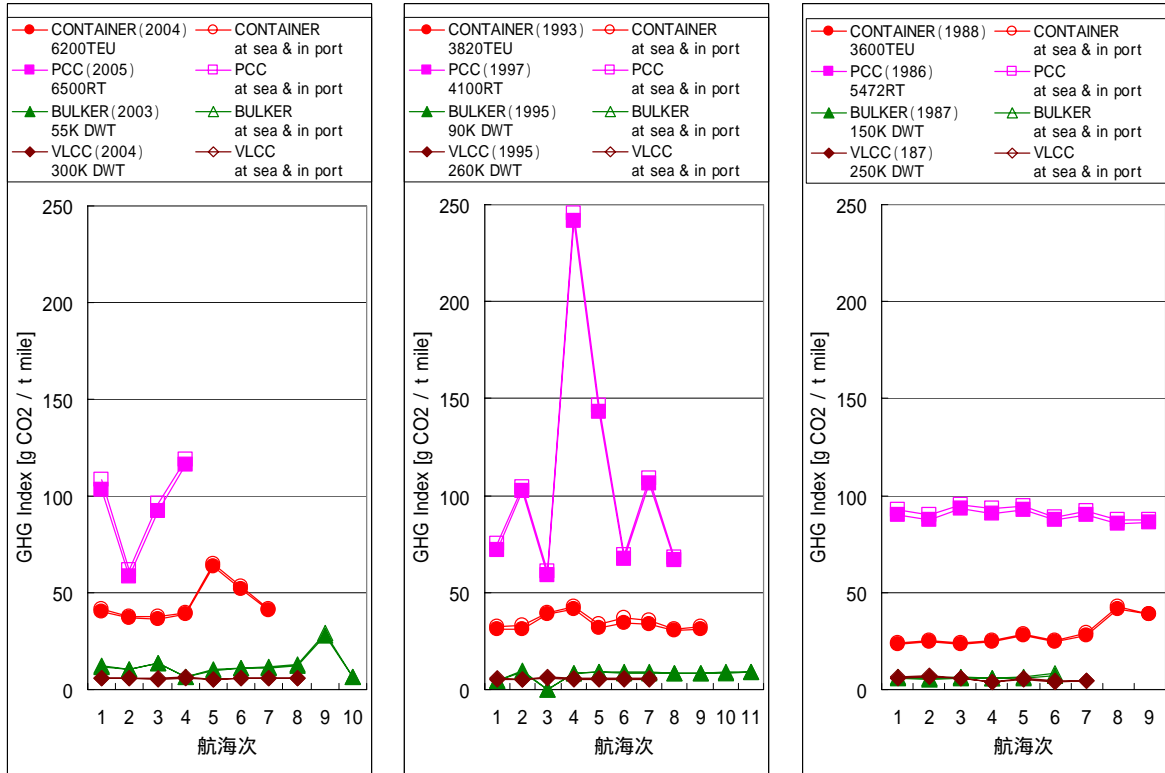 CONTAINER(2004) CONTAINER
6200TEU at sea & in port
PCC(2005) PCC
6500RT at sea & in port
BULKER(2003) BULKER
55K DWT at sea & in port
VLCC(2004) VLCC
300K DWT at sea & in port
GHG Index [g CO2 / t mile]
250
200
150
100
50
0
1 2 3 4 5 6 7 8 9 10
航海次
CONTAINER(1993) CONTAINER
3820TEU at sea & in port
PCC(1997) PCC
4100RT at sea & in port
BULKER(1995) BULKER
90K DWT at sea & in port
VLCC(1995) VLCC
260K DWT at sea & in port
GHG Index [g CO2 / t mile]
250
200
150
100
50
0
1 2 3 4 5 6 7 8 9 10 11
航海次
CONTAINER(1988) CONTAINER
3600TEU at sea & in port
PCC(1986) PCC
5472RT at sea & in port
BULKER(1987) BULKER
150K DWT at sea & in port
VLCC(187) VLCC
250K DWT at sea & in port
GHG Index [g CO2 / t mile]
250
200
150
100
50
0
1 2 3 4 5 6 7 8 9
航海次